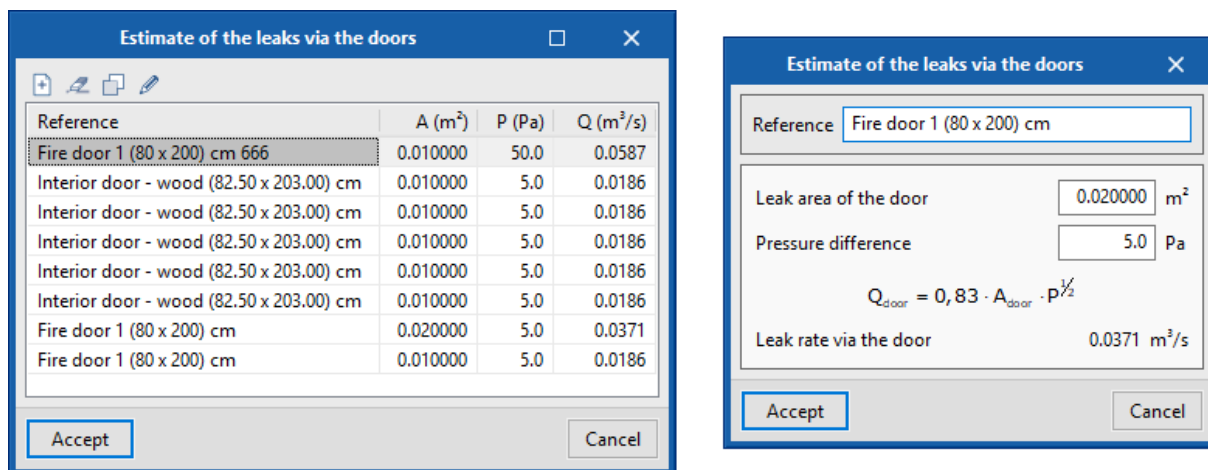 Estimate of the leaks via the doors
Reference A (m²) P (Pa) Q (m³/s)
Fire door 1 (80 x 200) cm 666 0.010000 50.0 0.0587
Interior door - wood (82.50 x 203.00) cm 0.010000 5.0 0.0186
Interior door - wood (82.50 x 203.00) cm 0.010000 5.0 0.0186
Interior door - wood (82.50 x 203.00) cm 0.010000 5.0 0.0186
Interior door - wood (82.50 x 203.00) cm 0.010000 5.0 0.0186
Interior door - wood (82.50 x 203.00) cm 0.010000 5.0 0.0186
Fire door 1 (80 x 200) cm 0.020000 5.0 0.0371
Fire door 1 (80 x 200) cm 0.010000 5.0 0.0186
Accept Cancel
Estimate of the leaks via the doors
Reference Fire door 1 (80 x 200) cm
Leak area of the door 0.020000 m²
Pressure difference 5.0 Pa
Q_door = 0,83 · A_door · P^½
Leak rate via the door 0.0371 m³/s
Accept Cancel